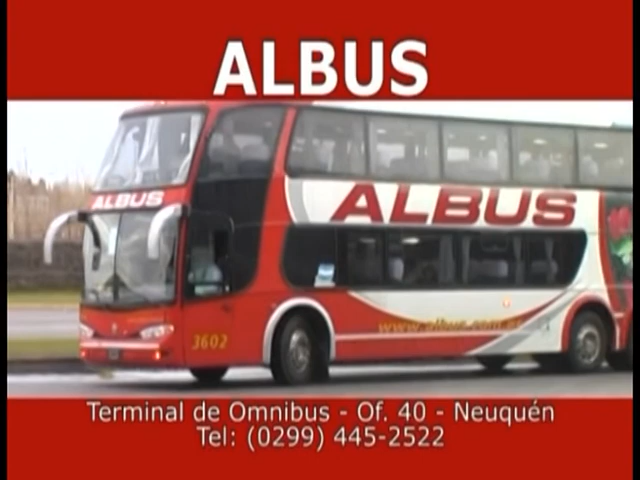 ALBUS
ALBUS
ALBUS
3602
www.albus.com.ar
Terminal de Omnibus - Of. 40 - Neuquén
Tel: (0299) 445-2522